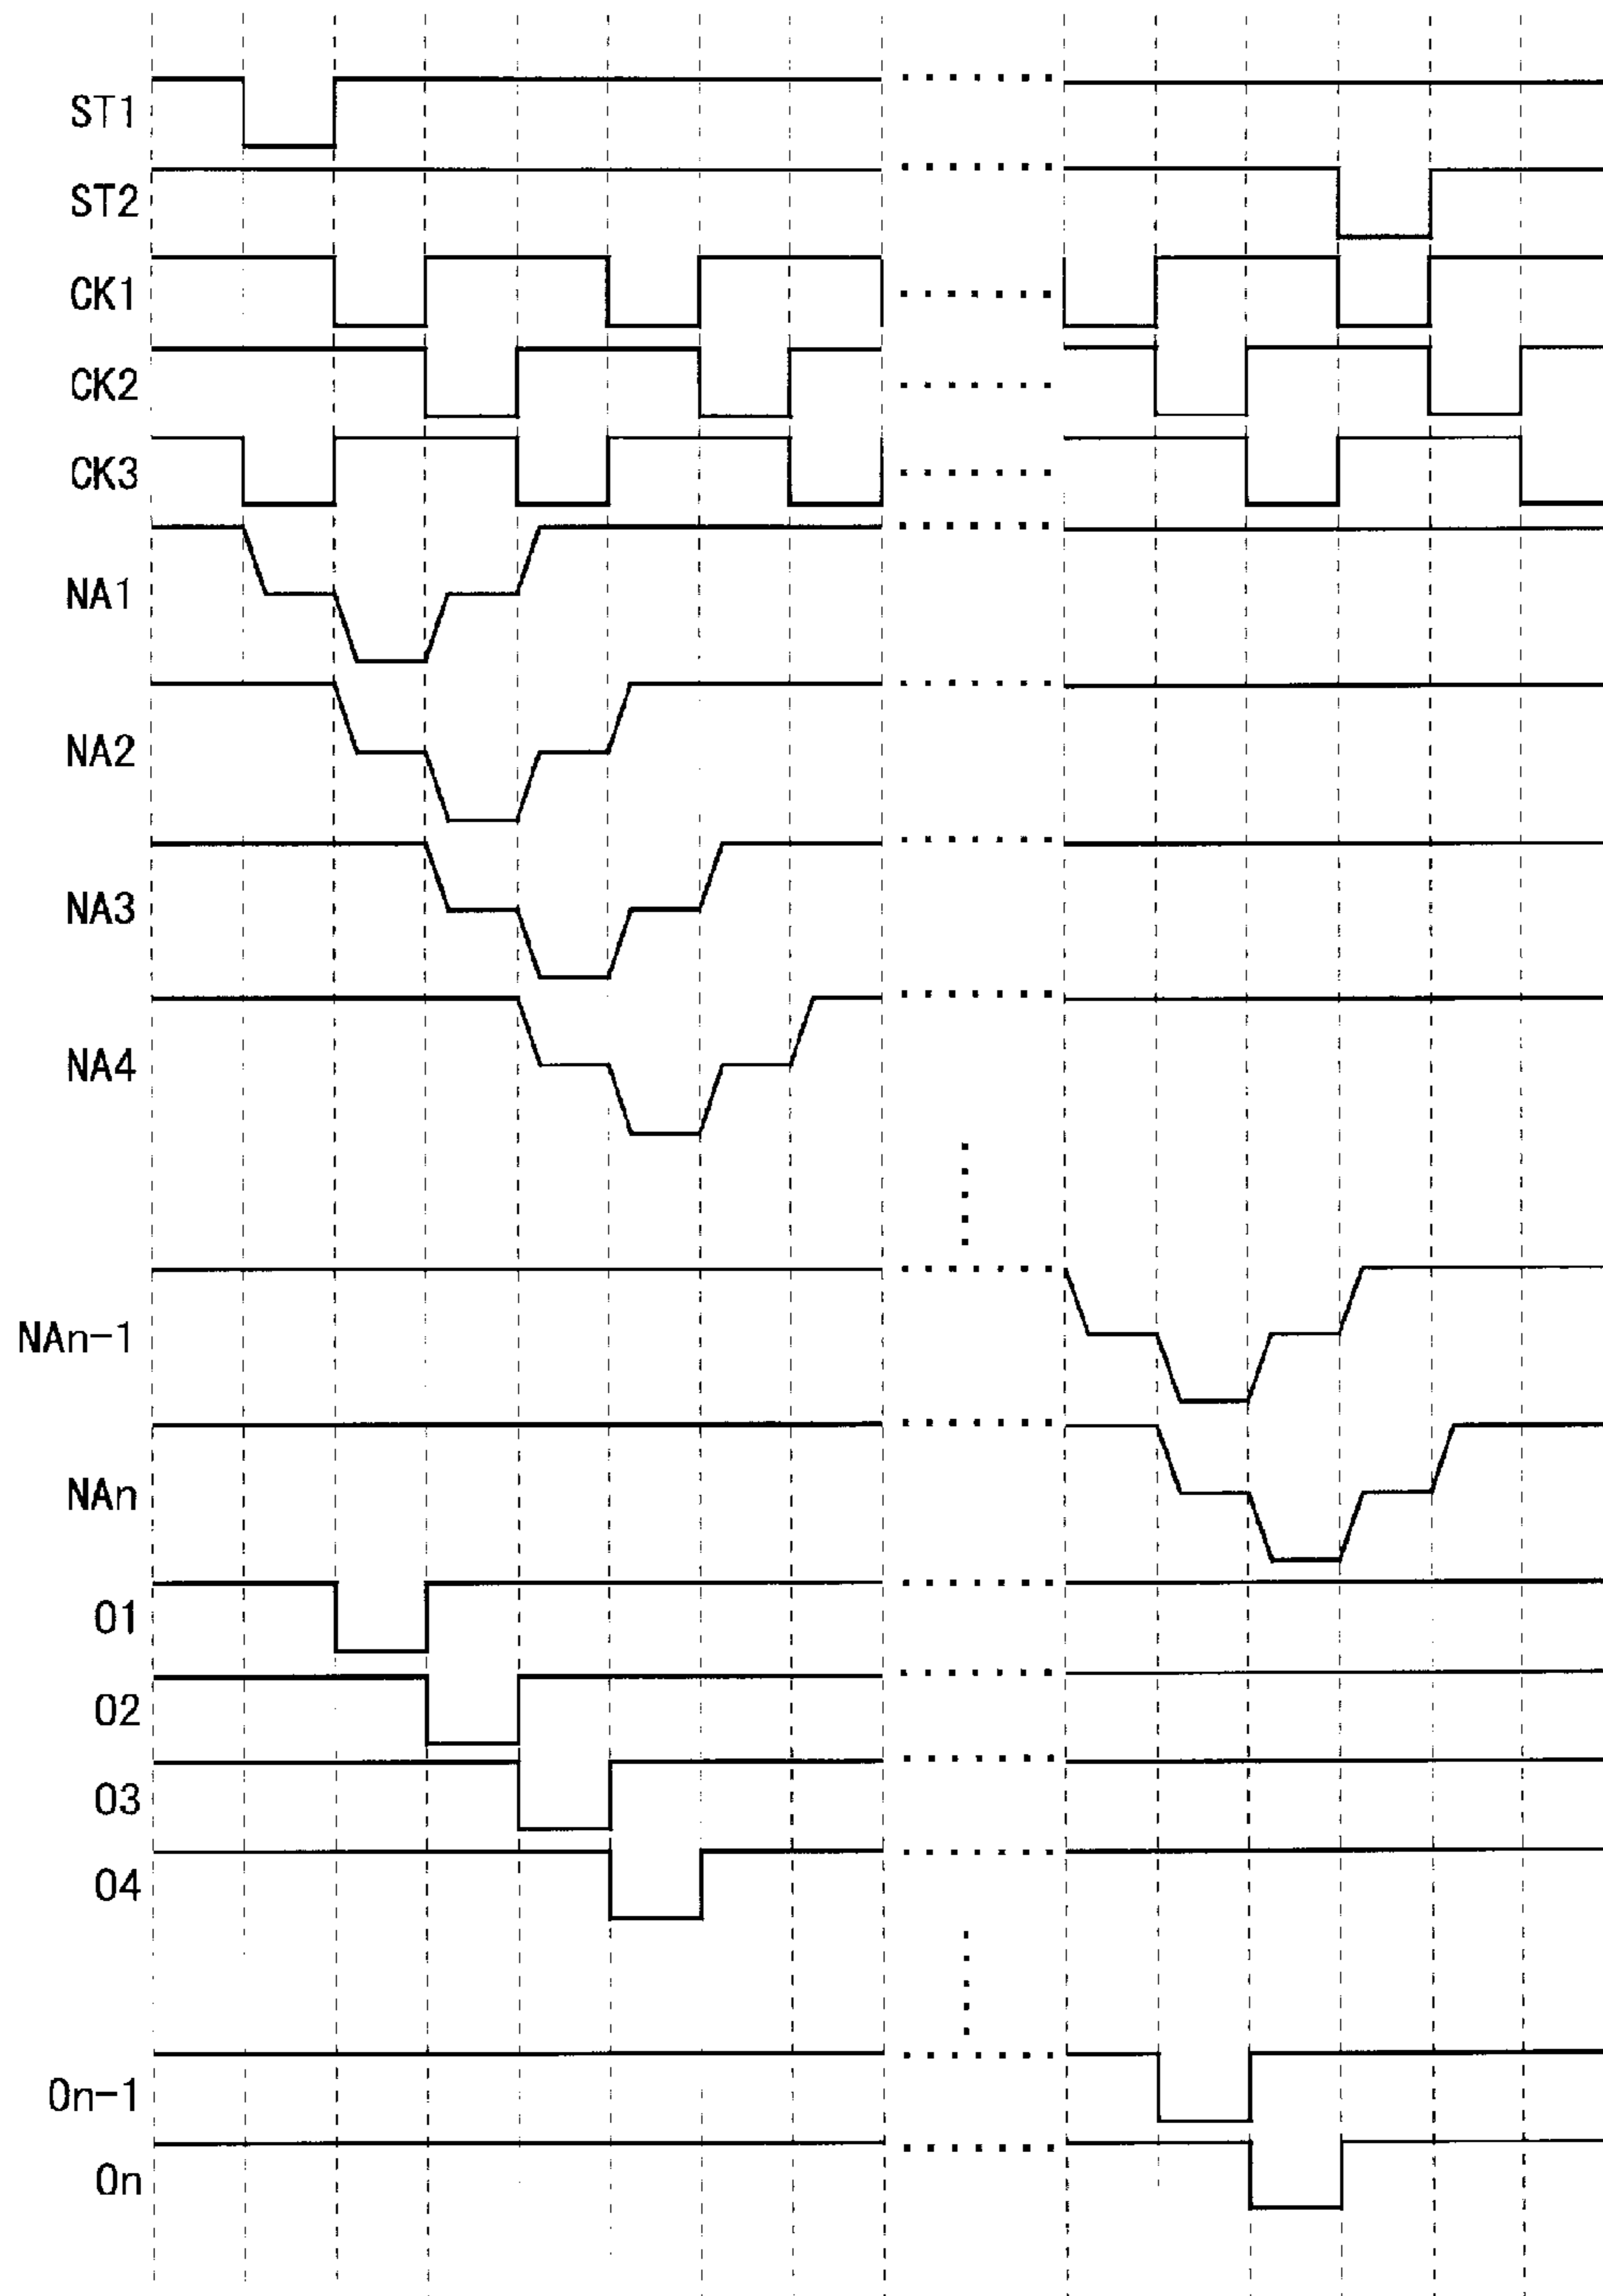 ST1
ST2
CK1
CK2
CK3
NA1
NA2
NA3
NA4
NAn-1
NAn
O1
O2
O3
O4
On-1
On